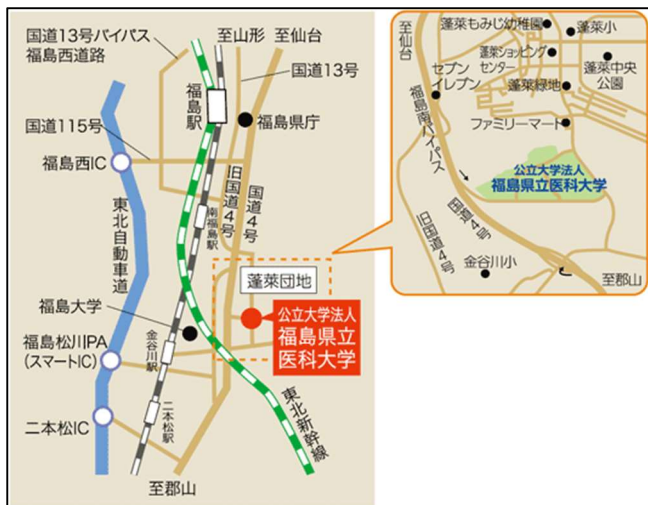 国道13号バイパス
福島西道路
至山形
至仙台
国道13号
福島駅
福島県庁
国道115号
福島西IC
東北自動車道
南福島駅
旧国道4号
国道4号
蓬莱団地
公立大学法人
福島県立
医科大学
福島大学
福島松川PA
(スマートIC)
金谷川駅
二本松IC
二本松駅
東北新幹線
至郡山
至仙台
蓬莱もみじ幼稚園
蓬莱小
蓬莱ショッピング
センター
蓬莱中央
公園
セブン
イレブン
蓬莱緑地
福島南バイパス
ファミリーマート
公立大学法人
福島県立医科大学
旧国道4号
国道4号
金谷川小
至郡山